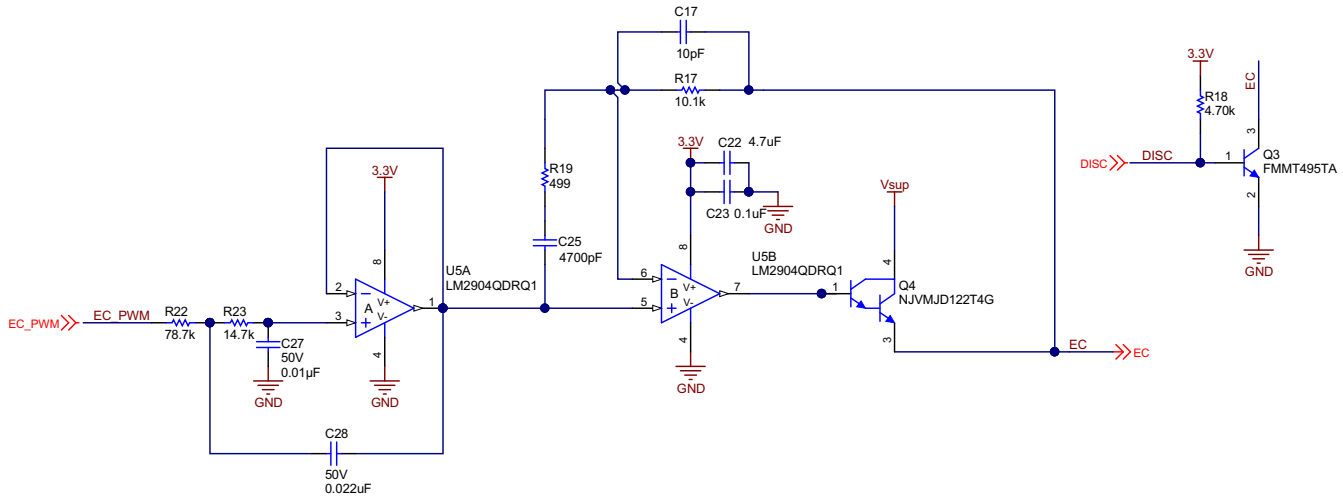 C17
10pF
R17
10.1k
3.3V
R18
4.70k
EC
3
DISC
DISC
1
Q3
FMMT495TA
2
GND
3.3V
C22 4.7uF
C23 0.1uF
GND
R19
499
C25
4700pF
3.3V
8
U5A
LM2904QDRQ1
2
V+
A
V-
1
3
4
GND
EC_PWM
EC_PWM
R22
78.7k
R23
14.7k
C27
50V
0.01µF
GND
C28
50V
0.022uF
8
U5B
LM2904QDRQ1
6
V+
B
V-
7
5
4
GND
Vsup
4
1
Q4
NJVMJD122T4G
3
EC
EC